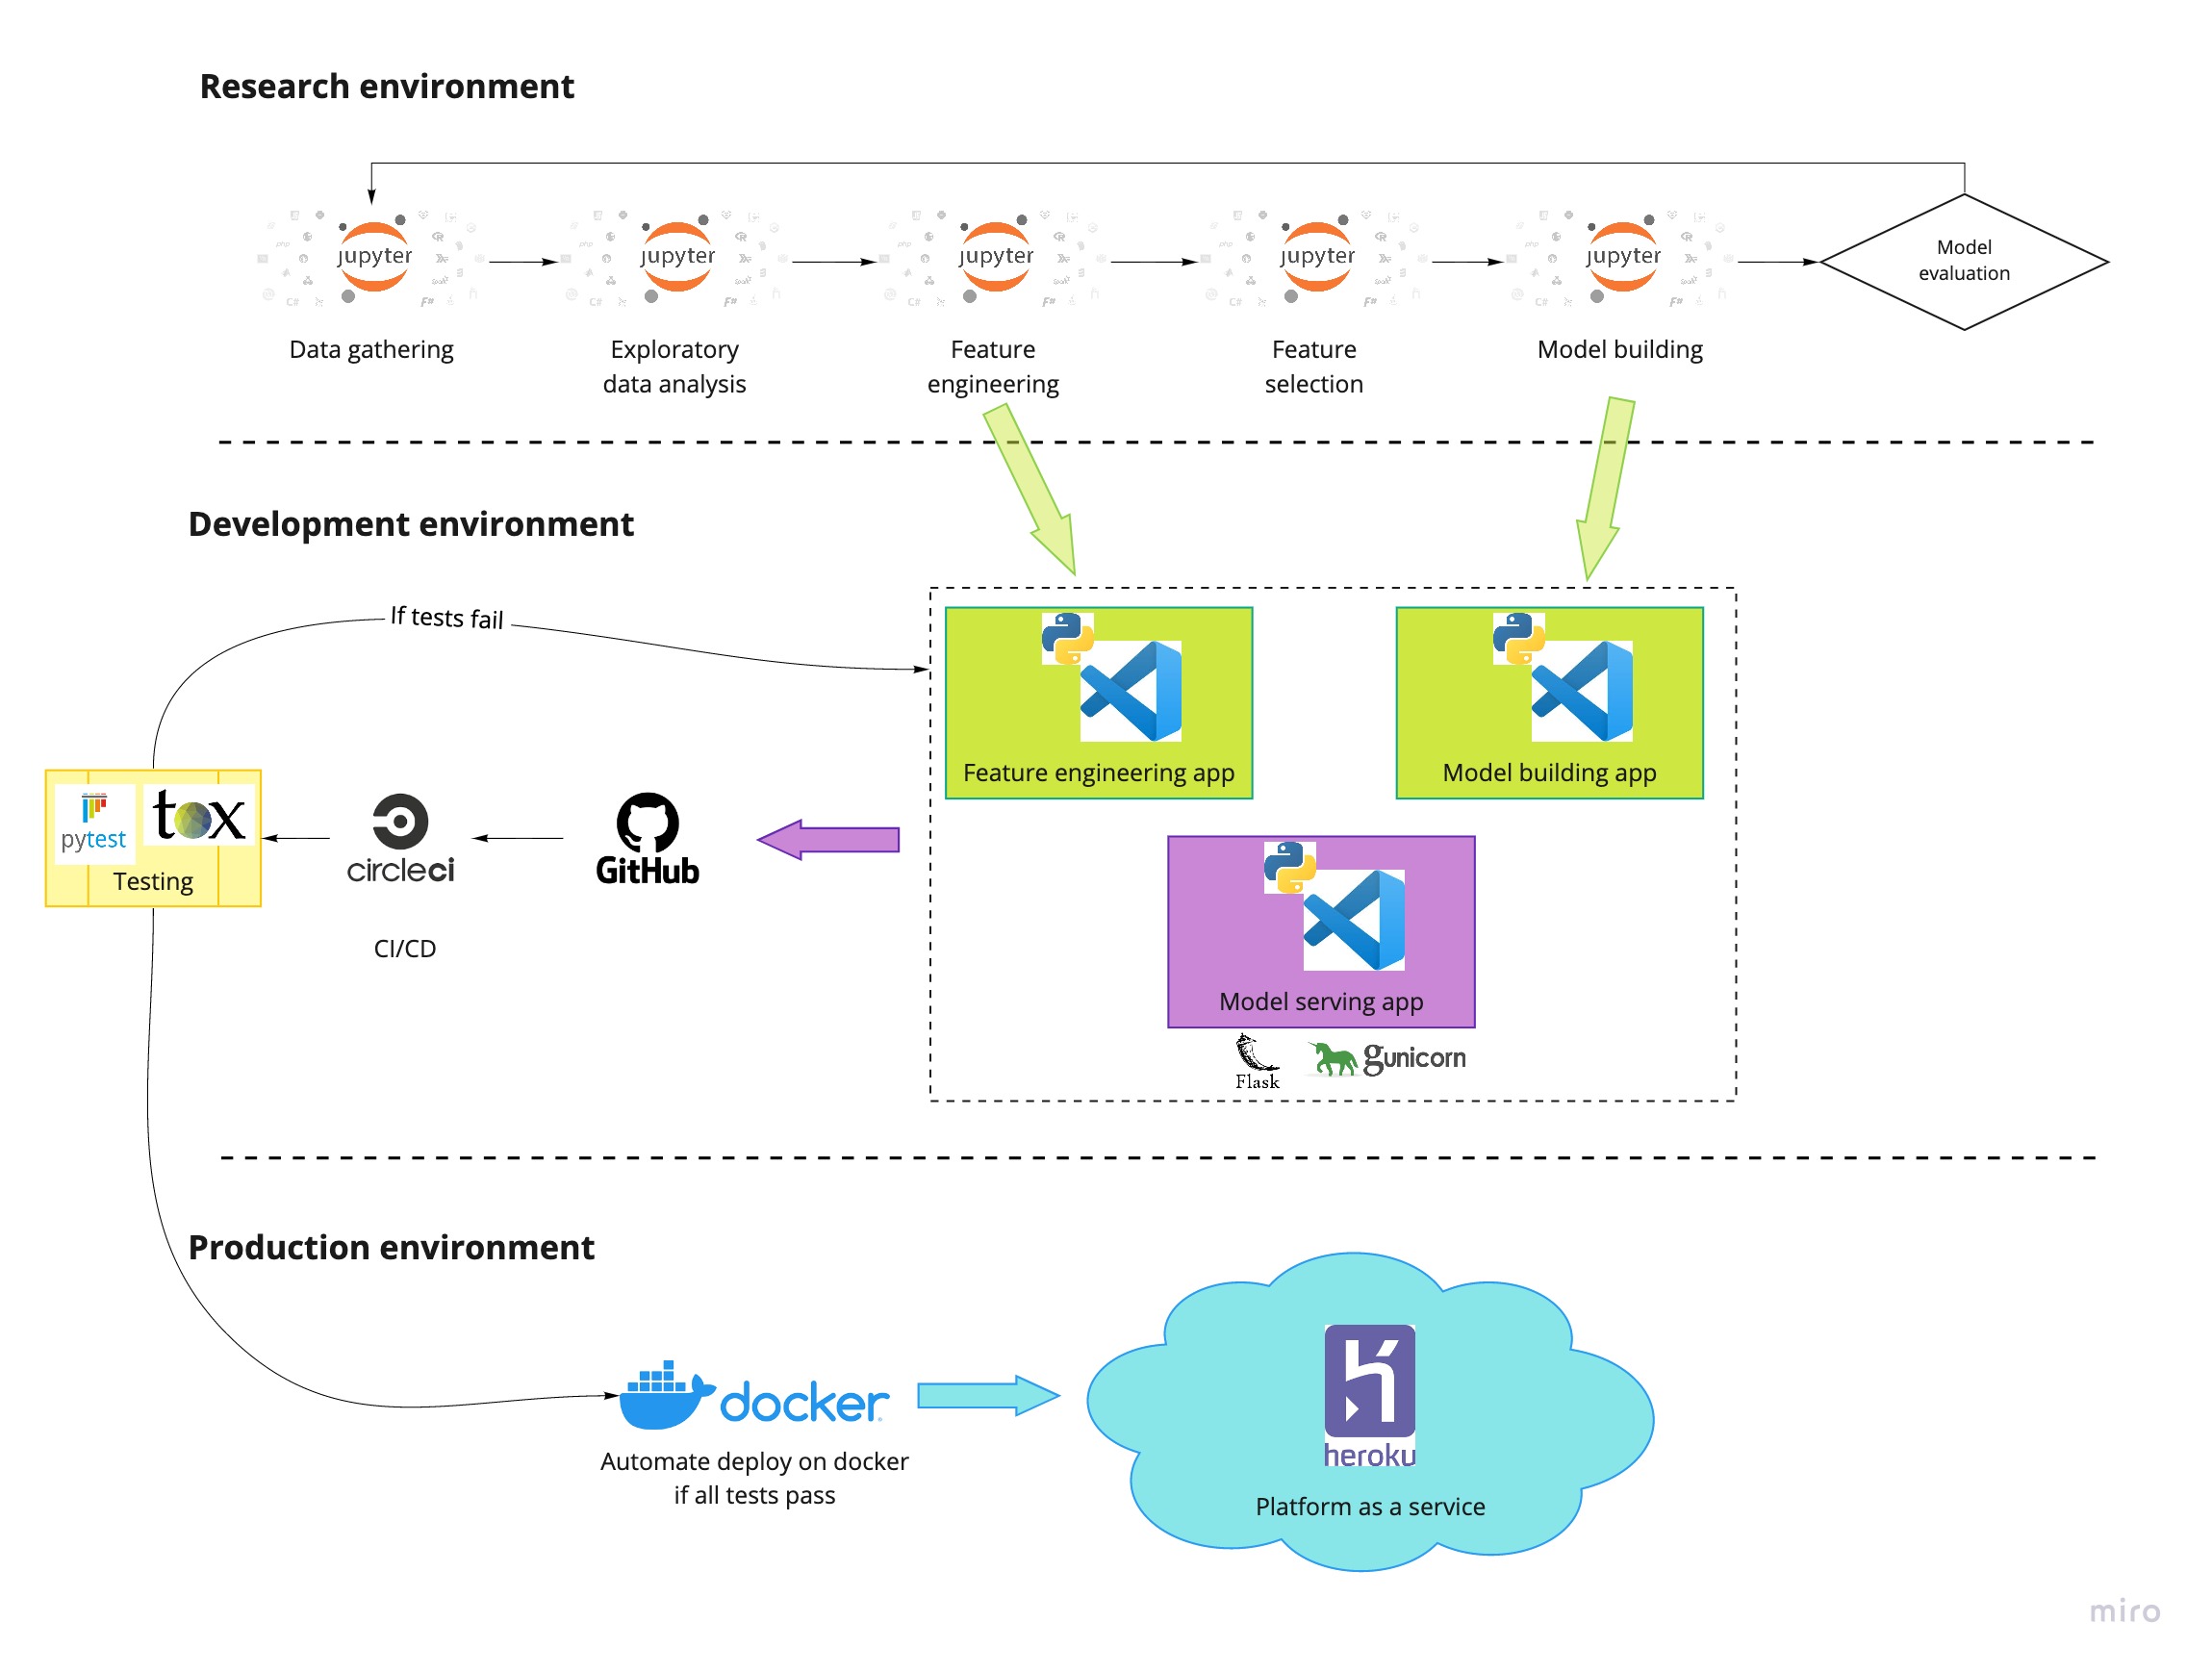 Research environment
jupyter
jupyter
jupyter
jupyter
jupyter
Model
evaluation
Data gathering
Exploratory
data analysis
Feature
engineering
Feature
selection
Model building
Development environment
If tests fail
Feature engineering app
Model building app
pytest
tox
Testing
circleci
CI/CD
GitHub
Model serving app
Flask
gunicorn
Production environment
docker
Automate deploy on docker
if all tests pass
heroku
Platform as a service
miro